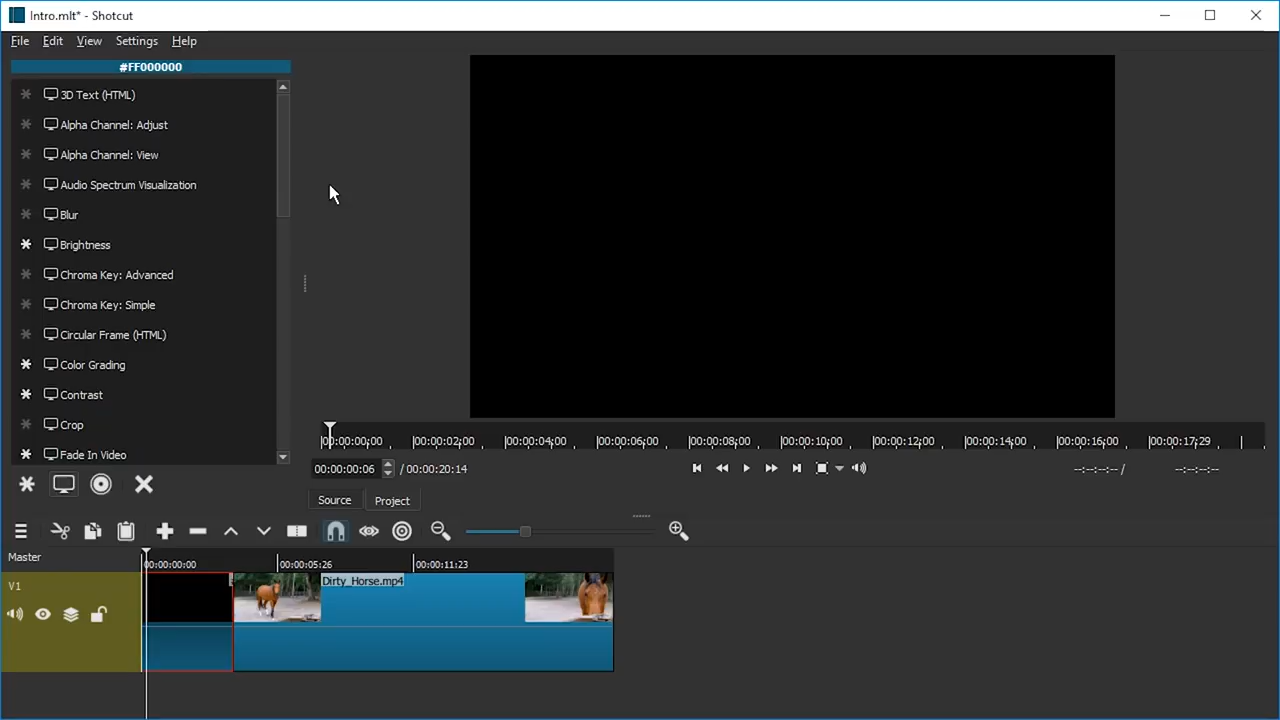 Intro.mlt* - Shotcut
File Edit View Settings Help
#FF000000
3D Text (HTML)
Alpha Channel: Adjust
Alpha Channel: View
Audio Spectrum Visualization
Blur
Brightness
Chroma Key: Advanced
Chroma Key: Simple
Circular Frame (HTML)
Color Grading
Contrast
Crop
Fade In Video
00:00:00;00 00:00:02;00 00:00:04;00 00:00:06;00 00:00:08;00 00:00:10;00 00:00:12;00 00:00:14;00 00:00:16;00 00:00:17;29
00:00:00;06 / 00:00:20:14 --:--:--:-- / --:--:--:--
Source Project
Master
00:00:00;00 00:00:05;26 00:00:11;23
V1
Dirty_Horse.mp4